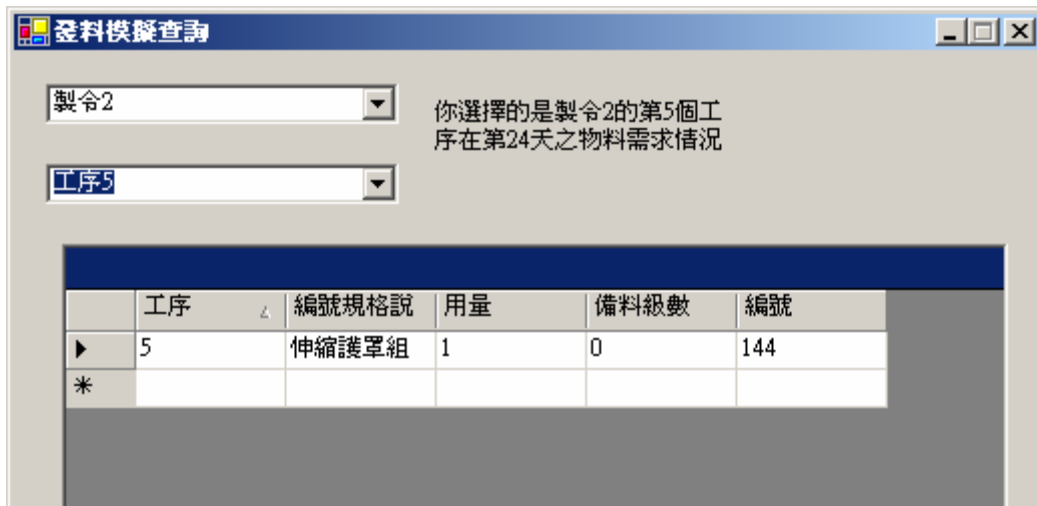 發料模擬查詢
製令2
你選擇的是製令2的第5個工
序在第24天之物料需求情況
工序5
工序 編號規格說 用量 備料級數 編號
5 伸縮護罩組 1 0 144